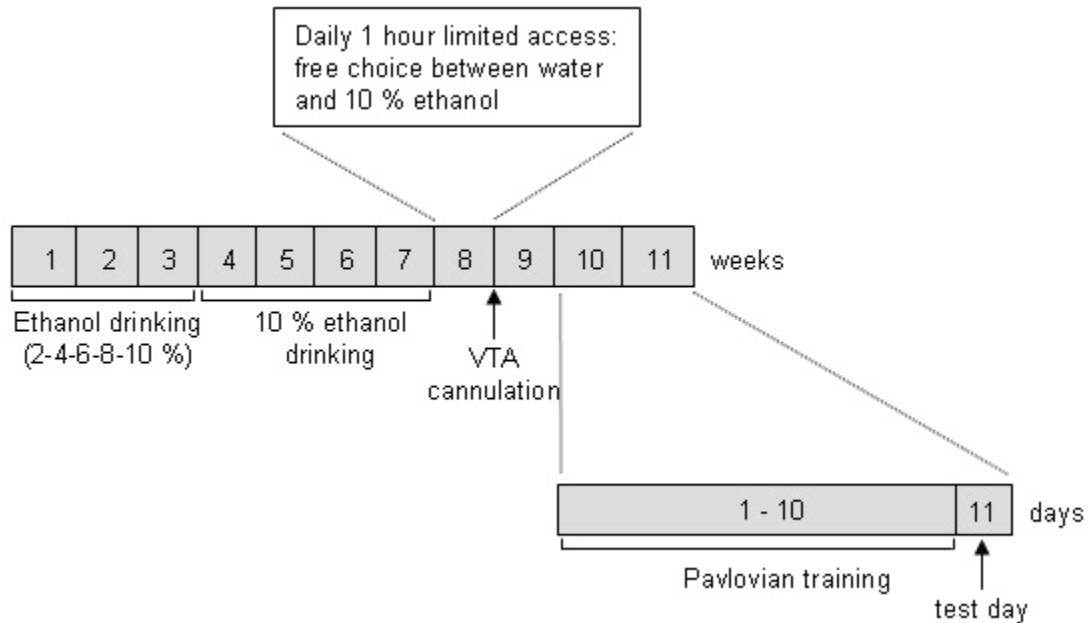 Daily 1 hour limited access:
free choice between water
and 10 % ethanol
1 2 3 4 5 6 7 8 9 10 11 weeks
Ethanol drinking
(2-4-6-8-10 %)
10 % ethanol
drinking
VTA
cannulation
1 - 10 11 days
Pavlovian training
test day